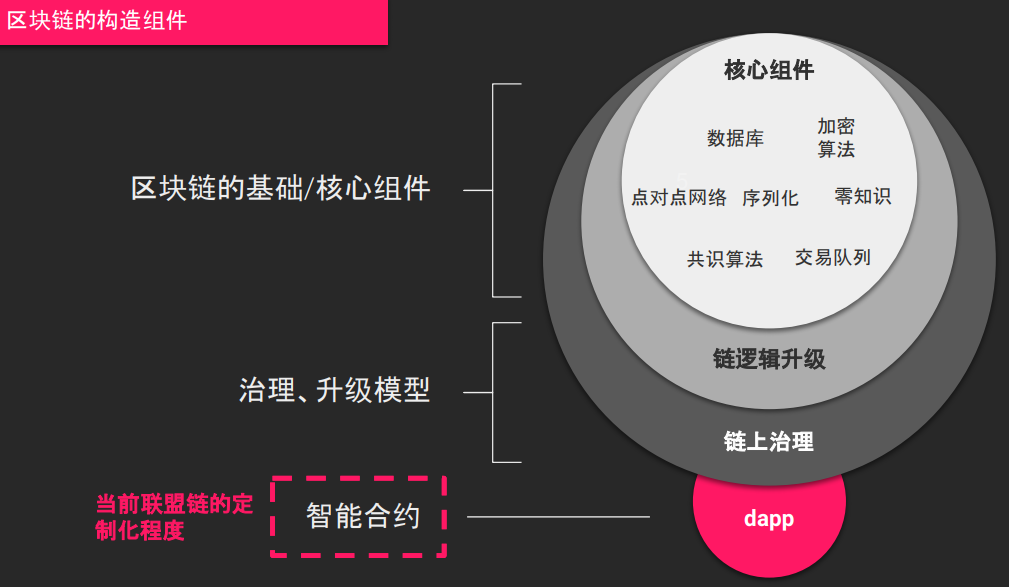 区块链的构造组件
核心组件
数据库
加密
算法
区块链的基础/核心组件
点对点网络
序列化
零知识
共识算法
交易队列
链逻辑升级
治理、升级模型
链上治理
当前联盟链的定
制化程度
智能合约
dapp